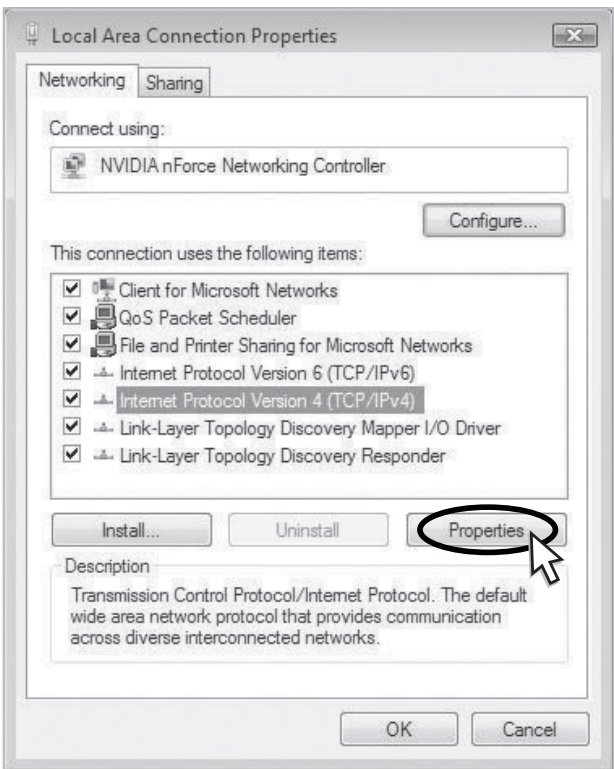 Local Area Connection Properties
Networking
Sharing
Connect using:
NVIDIA nForce Networking Controller
Configure...
This connection uses the following items:
Client for Microsoft Networks
QoS Packet Scheduler
File and Printer Sharing for Microsoft Networks
Internet Protocol Version 6 (TCP/IPv6)
Internet Protocol Version 4 (TCP/IPv4)
Link-Layer Topology Discovery Mapper I/O Driver
Link-Layer Topology Discovery Responder
Install...
Uninstall
Properties
Description
Transmission Control Protocol/Internet Protocol. The default
wide area network protocol that provides communication
across diverse interconnected networks.
OK
Cancel